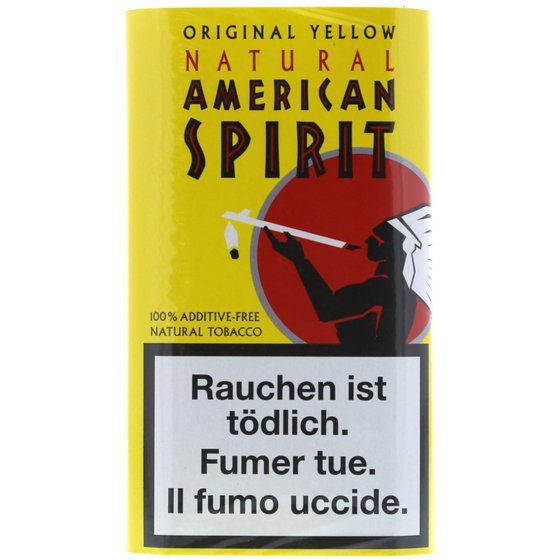 ORIGINAL YELLOW
NATURAL
AMERICAN
SPIRIT
100% ADDITIVE-FREE
NATURAL TOBACCO
Rauchen ist
tödlich.
Fumer tue.
Il fumo uccide.